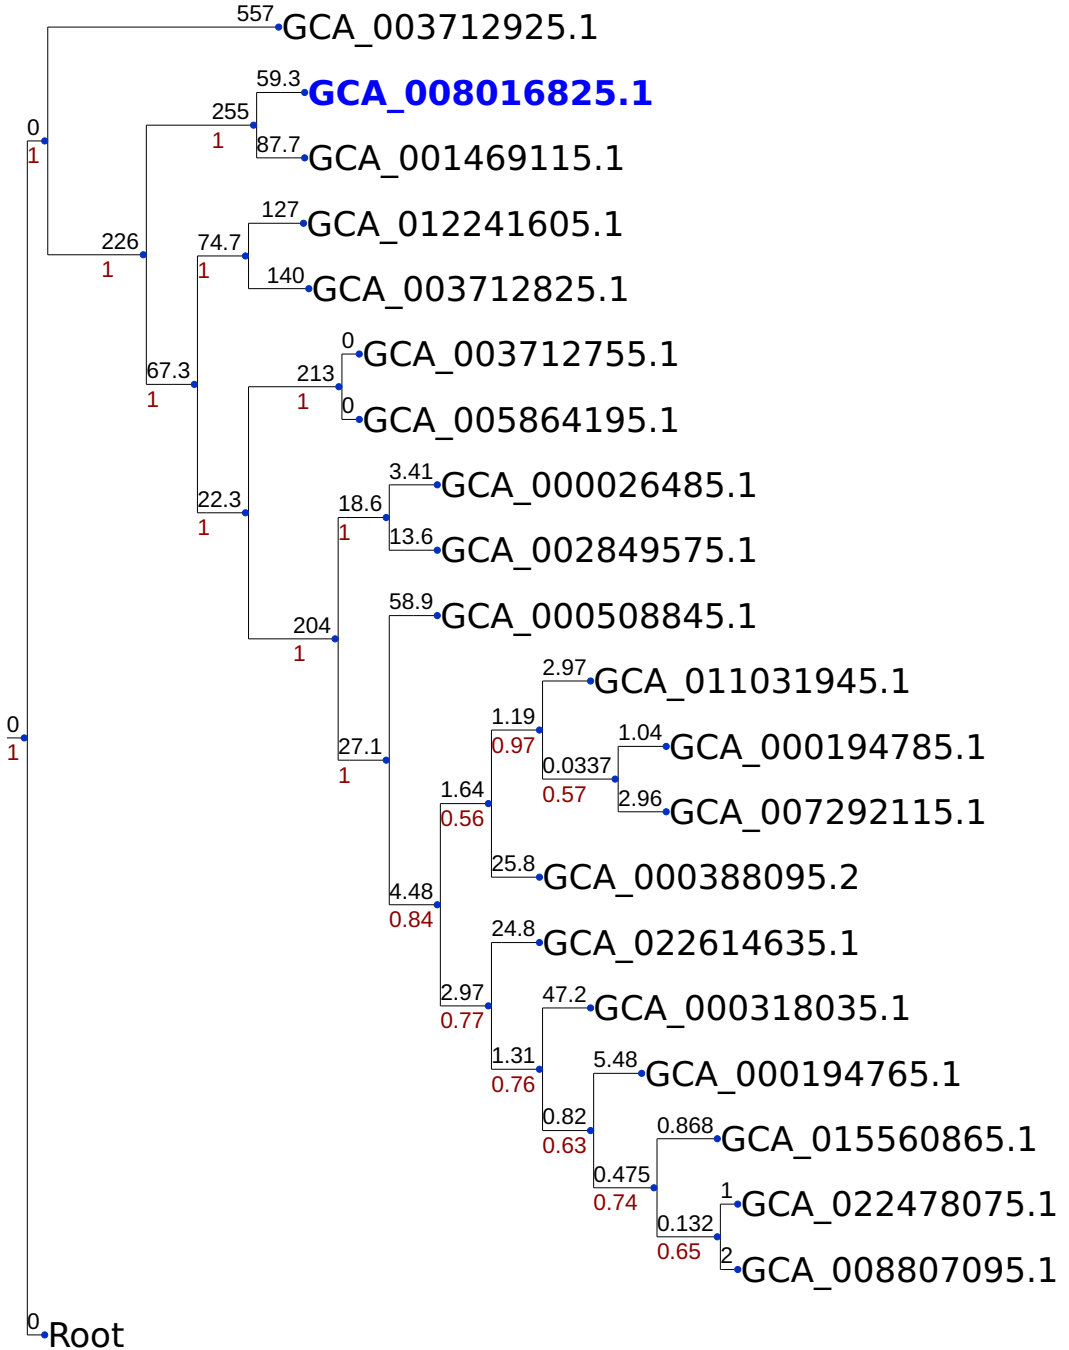 557
GCA_003712925.1
59.3
GCA_008016825.1
255
1
87.7
GCA_001469115.1
0
1
127
GCA_012241605.1
226
1
74.7
1
140
GCA_003712825.1
0
GCA_003712755.1
67.3
1
213
1
0
GCA_005864195.1
3.41
GCA_000026485.1
22.3
1
18.6
1
13.6
GCA_002849575.1
58.9
GCA_000508845.1
204
1
2.97
GCA_011031945.1
1.19
0.97
1.04
GCA_000194785.1
0
1
27.1
1
0.0337
0.57
2.96
GCA_007292115.1
1.64
0.56
25.8
GCA_000388095.2
4.48
0.84
24.8
GCA_022614635.1
2.97
0.77
47.2
GCA_000318035.1
1.31
0.76
5.48
GCA_000194765.1
0.82
0.63
0.868
GCA_015560865.1
0.475
0.74
1
GCA_022478075.1
0.132
0.65
2
GCA_008807095.1
0
Root